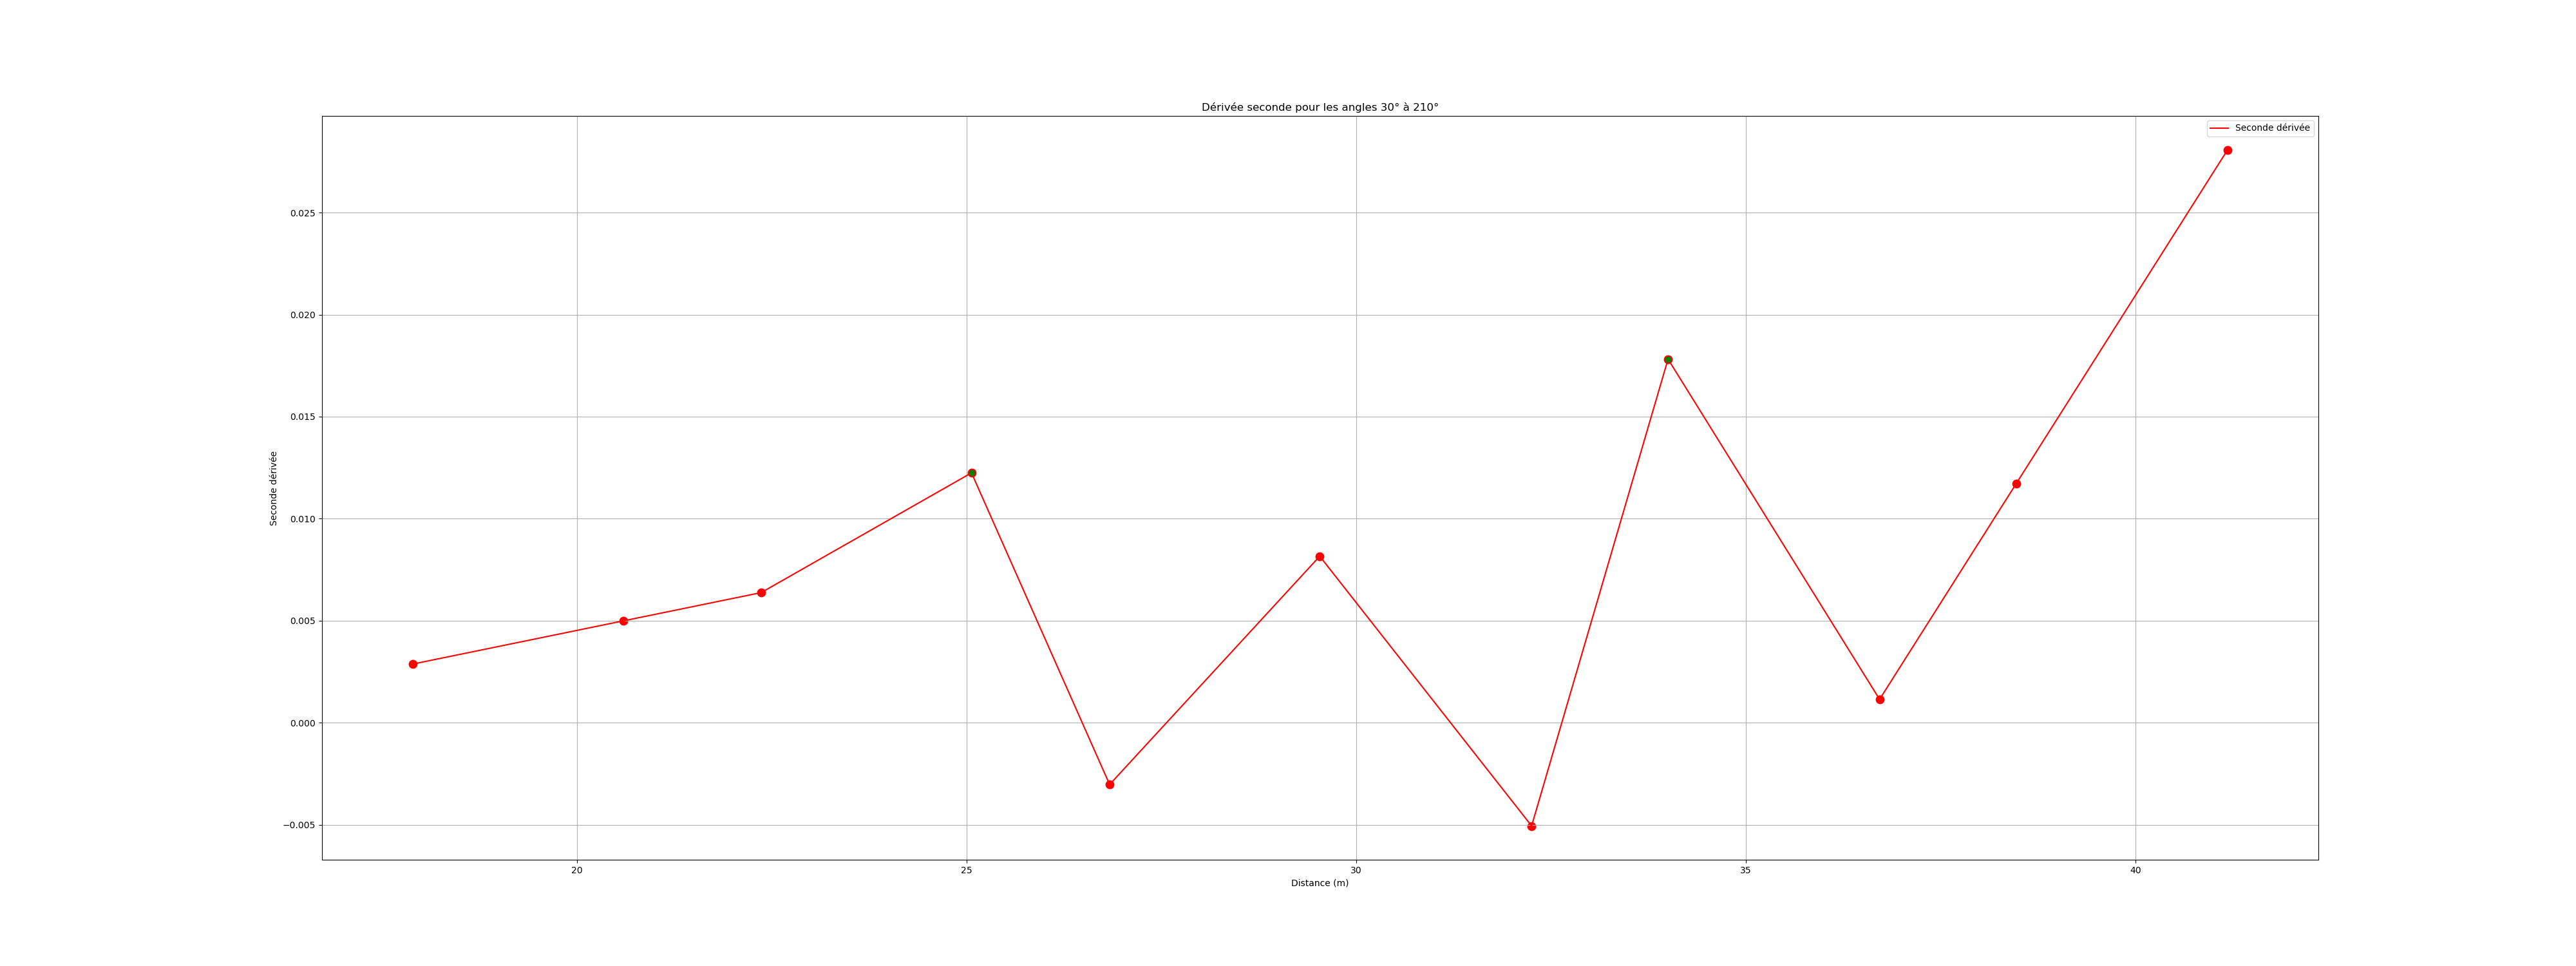 Dérivée seconde pour les angles 30° à 210°
Seconde dérivée
0.025
0.020
0.015
0.010
0.005
0.000
−0.005
Seconde dérivée
20 25 30 35 40
Distance (m)